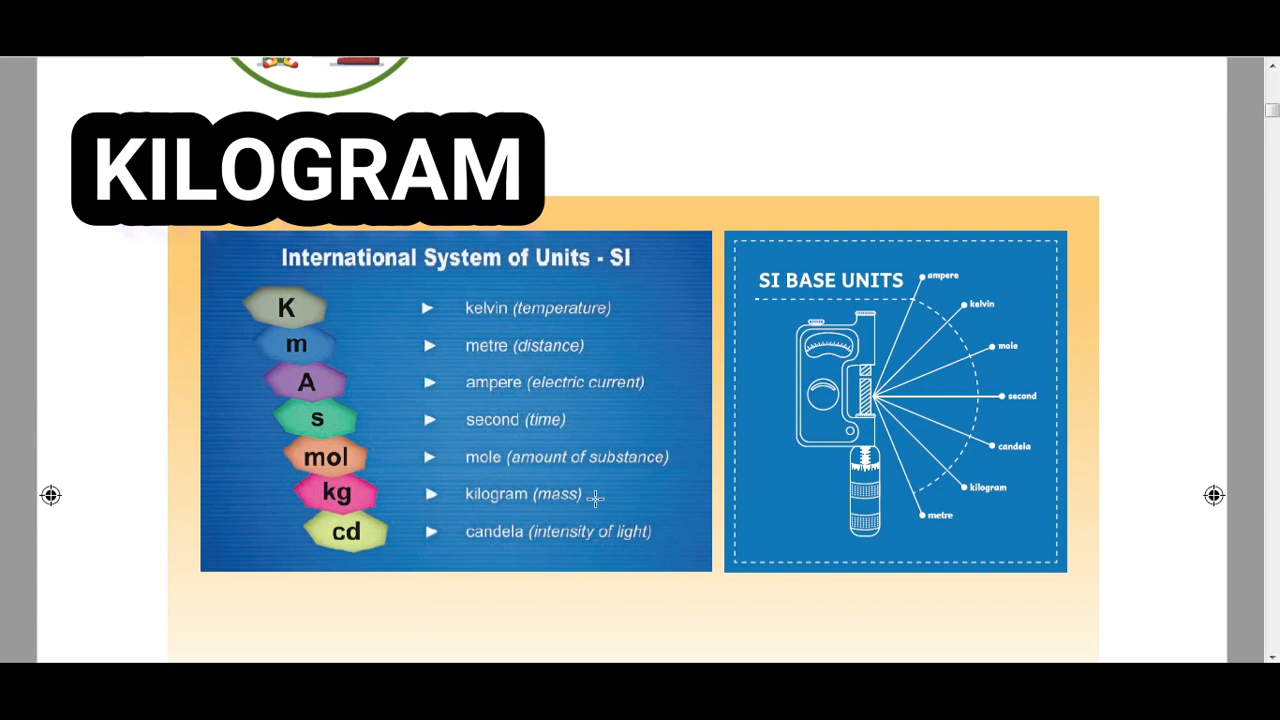 KILOGRAM
International System of Units - SI
K kelvin (temperature)
m metre (distance)
A ampere (electric current)
s second (time)
mol mole (amount of substance)
kg kilogram (mass)
cd candela (intensity of light)
SI BASE UNITS
ampere
kelvin
mole
second
candela
kilogram
metre